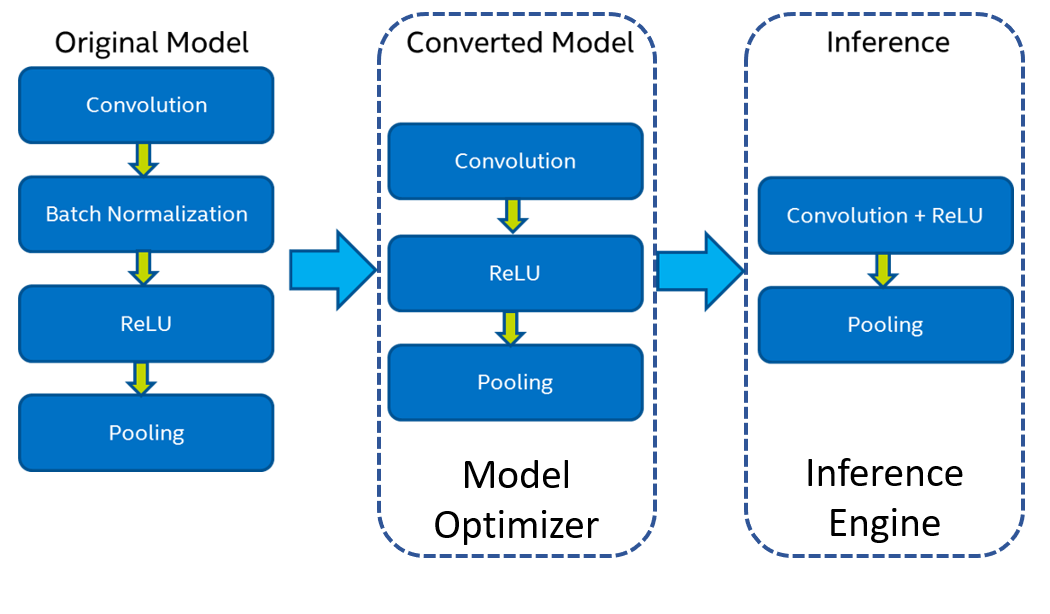 Original Model
Convolution
Batch Normalization
ReLU
Pooling
Converted Model
Convolution
ReLU
Pooling
Model
Optimizer
Inference
Convolution + ReLU
Pooling
Inference
Engine